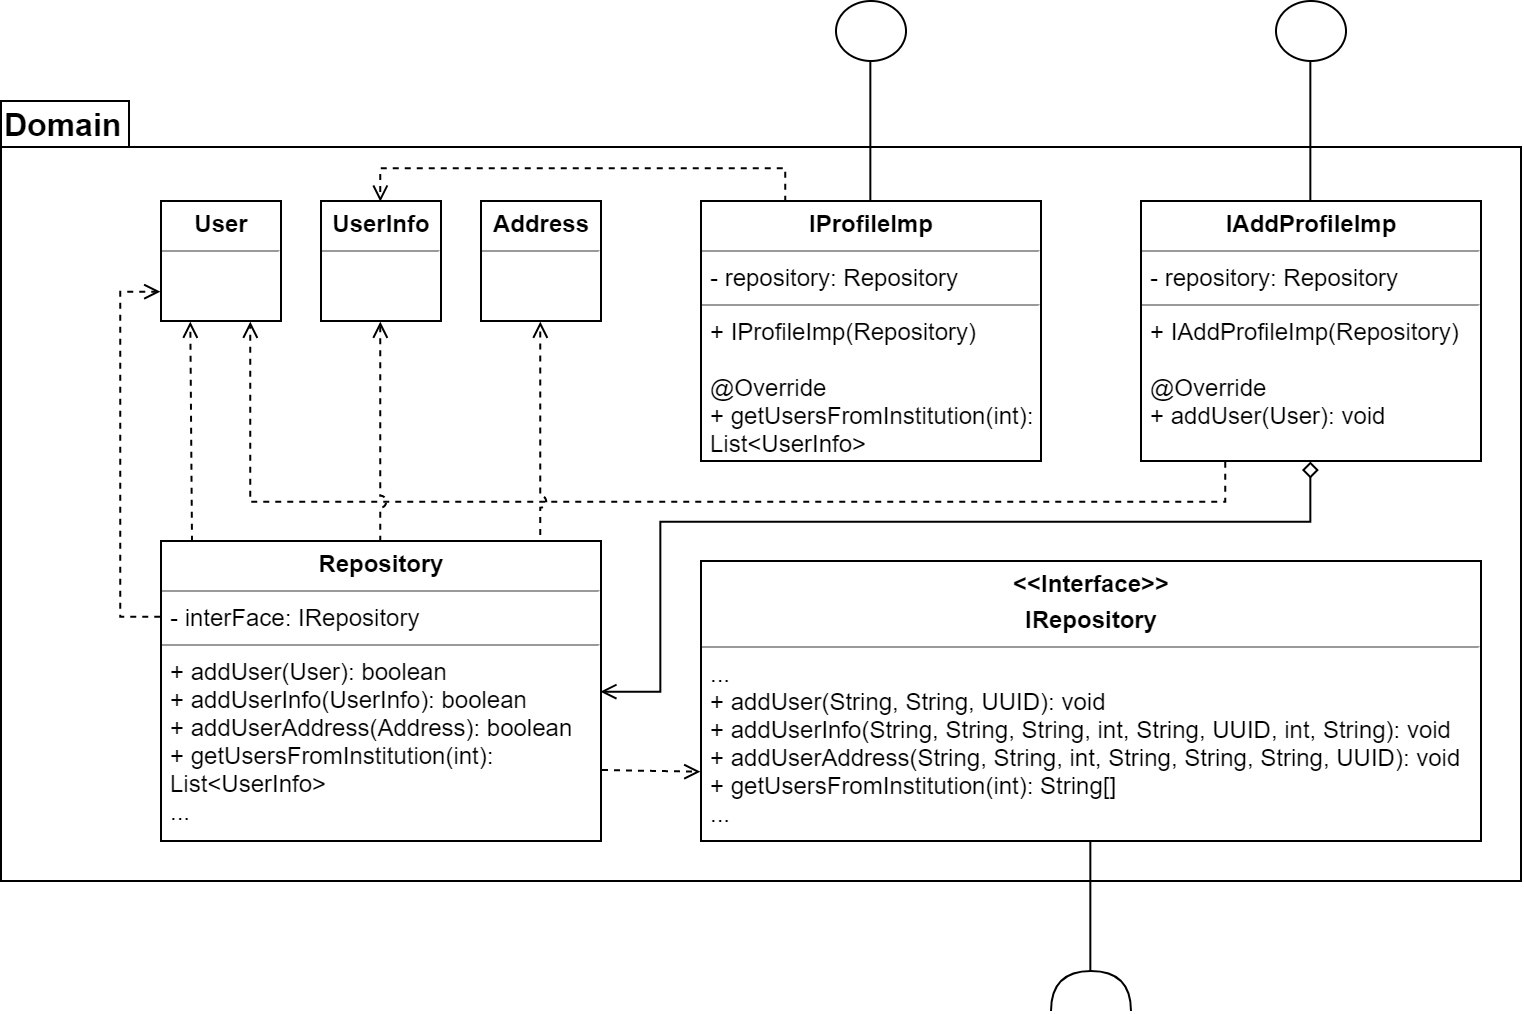 Domain
User
UserInfo
Address
IProfileImp
- repository: Repository
+ IProfileImp(Repository)
@Override
+ getUsersFromInstitution(int):
List<UserInfo>
IAddProfileImp
- repository: Repository
+ IAddProfileImp(Repository)
@Override
+ addUser(User): void
Repository
- interFace: IRepository
+ addUser(User): boolean
+ addUserInfo(UserInfo): boolean
+ addUserAddress(Address): boolean
+ getUsersFromInstitution(int):
List<UserInfo>
...
<<Interface>>
IRepository
...
+ addUser(String, String, UUID): void
+ addUserInfo(String, String, String, int, String, UUID, int, String): void
+ addUserAddress(String, String, int, String, String, String, UUID): void
+ getUsersFromInstitution(int): String[]
...